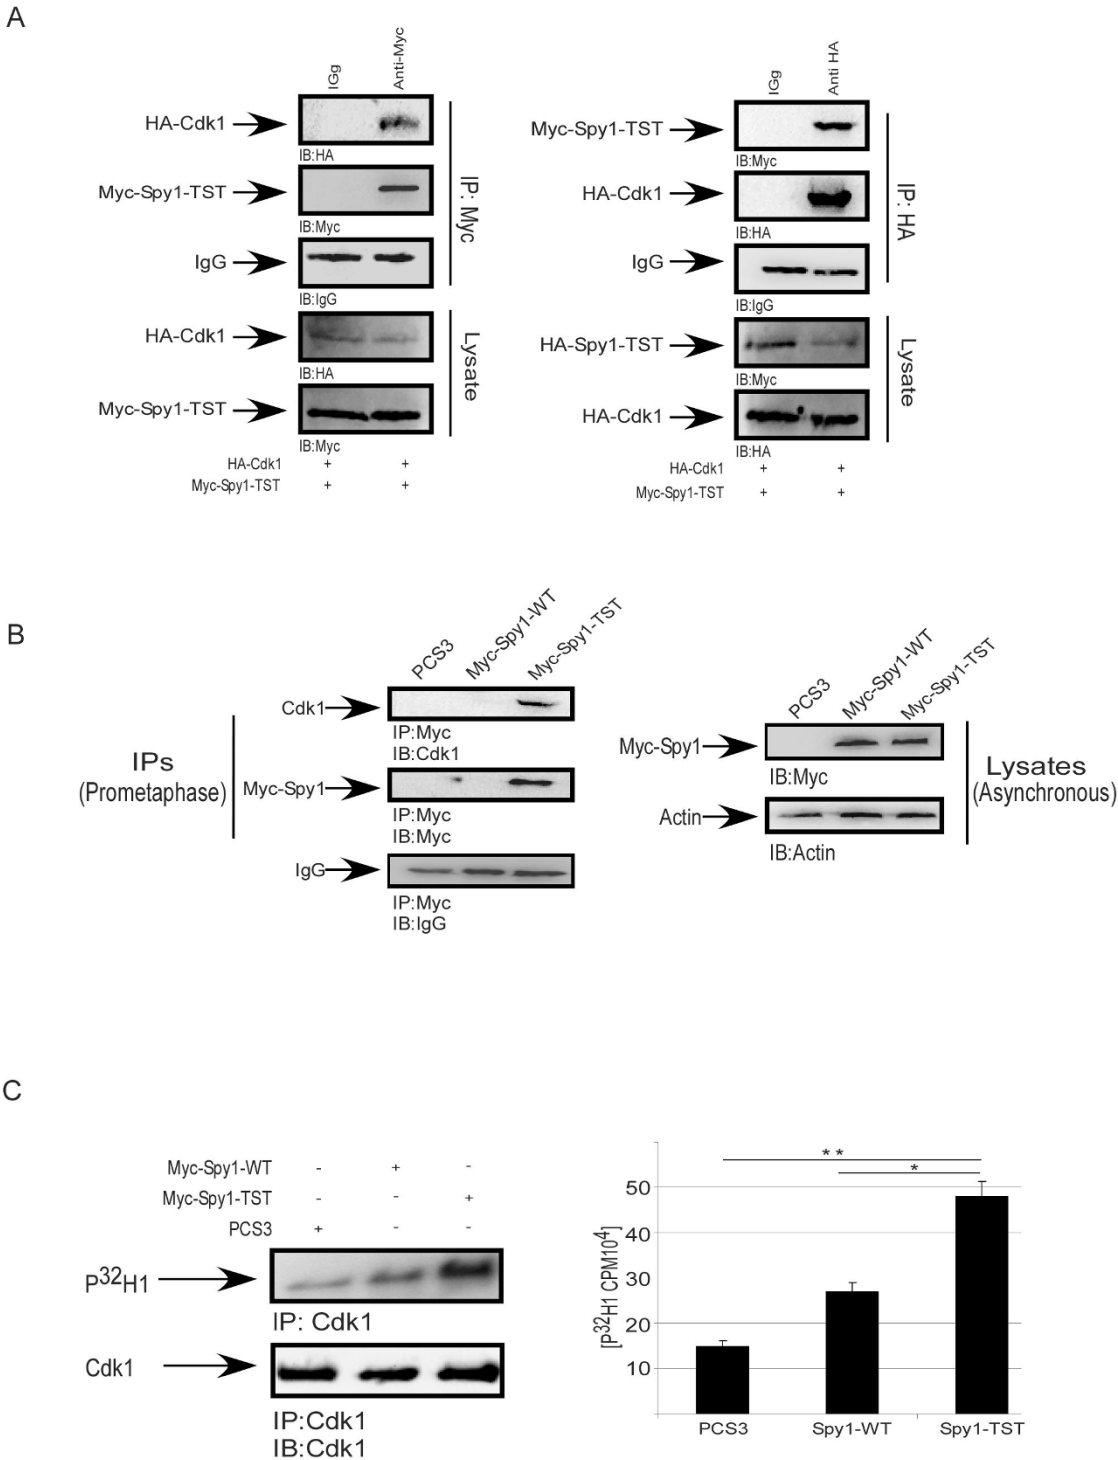 A
IGg
Anti-Myc
HA-Cdk1
IB:HA
Myc-Spy1-TST
IB:Myc
IgG
IB:IgG
IP: Myc
HA-Cdk1
IB:HA
Myc-Spy1-TST
IB:Myc
Lysate
HA-Cdk1 + +
Myc-Spy1-TST + +
IGg
Anti HA
Myc-Spy1-TST
IB:Myc
HA-Cdk1
IB:HA
IgG
IB:IgG
IP: HA
HA-Spy1-TST
IB:Myc
HA-Cdk1
IB:HA
Lysate
HA-Cdk1 + +
Myc-Spy1-TST + +
B
PCS3
Myc-Spy1-WT
Myc-Spy1-TST
IPs
(Prometaphase)
Cdk1
IP:Myc
IB:Cdk1
Myc-Spy1
IP:Myc
IB:Myc
IgG
IP:Myc
IB:IgG
PCS3
Myc-Spy1-WT
Myc-Spy1-TST
Myc-Spy1
IB:Myc
Actin
IB:Actin
Lysates
(Asynchronous)
C
Myc-Spy1-WT - + -
Myc-Spy1-TST - - +
PCS3 + - -
P³²H1
IP: Cdk1
Cdk1
IP:Cdk1
IB:Cdk1
[P³²H1 CPM10⁴]
**
*
50
40
30
20
10
PCS3 Spy1-WT Spy1-TST